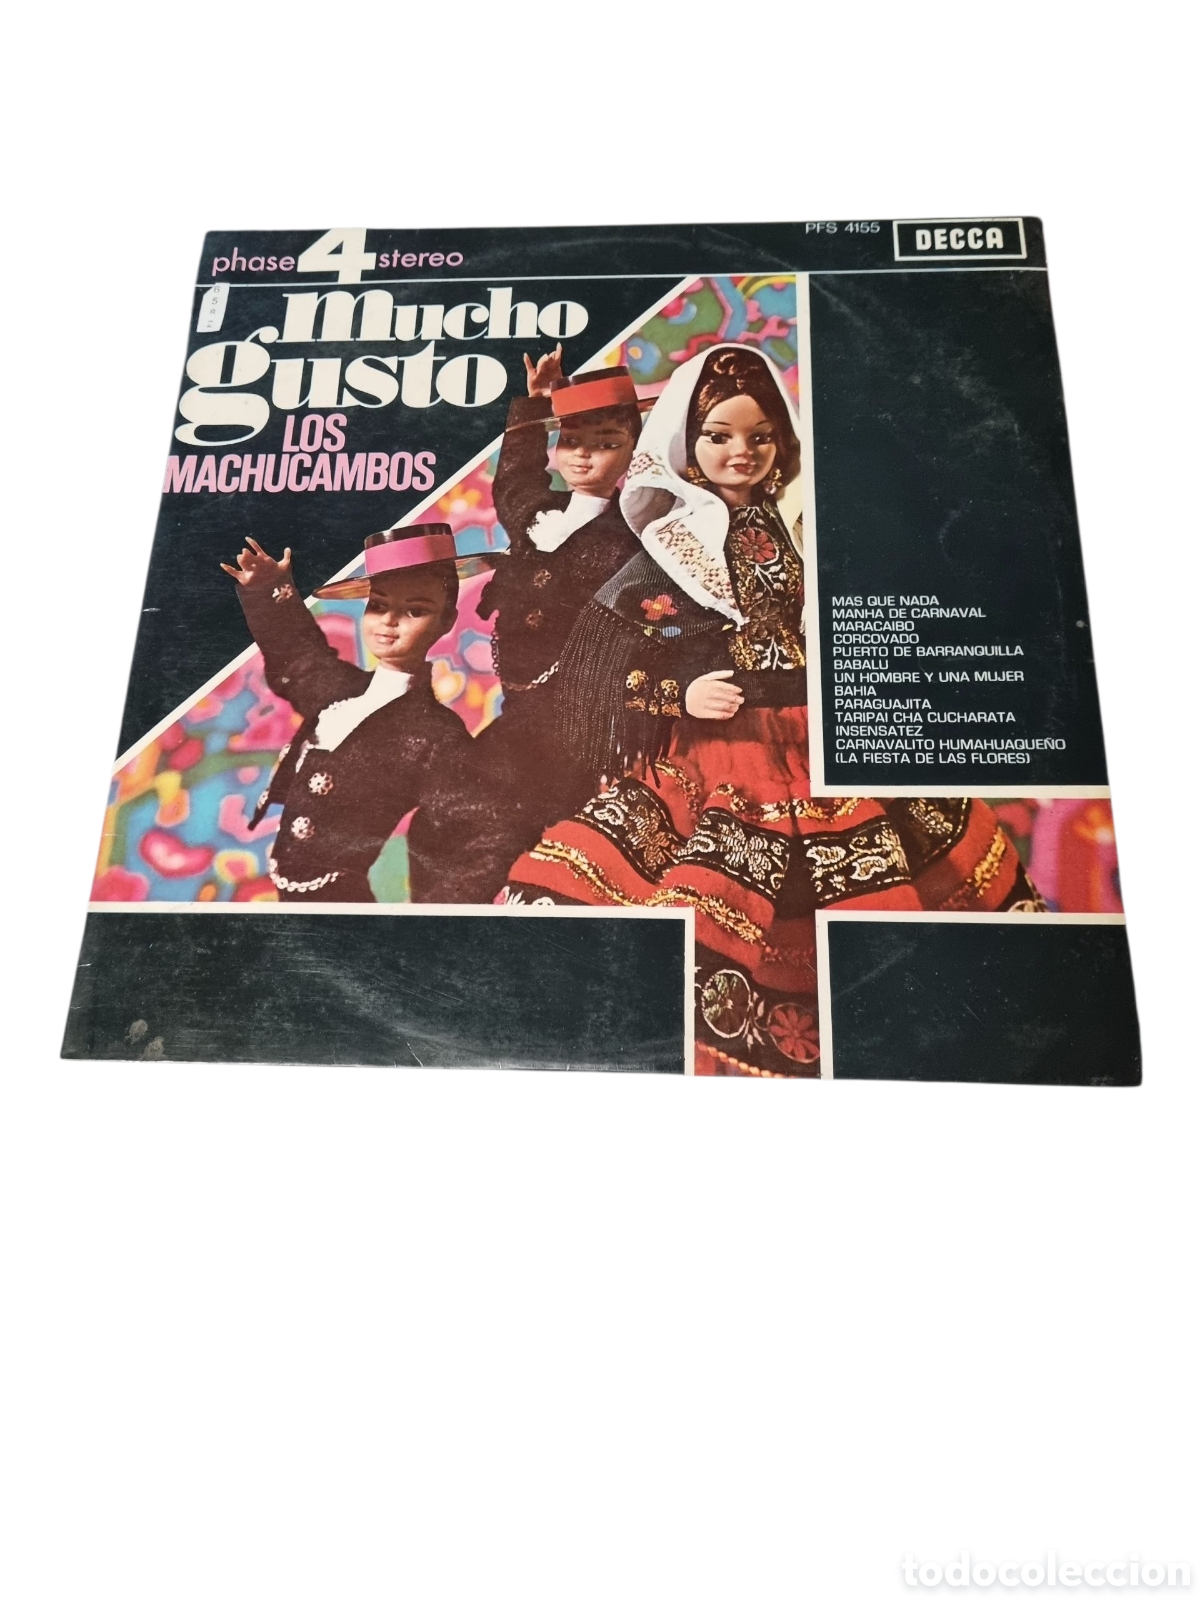 phase 4 stereo
PFS 4155
DECCA
mucho
gusto
LOS
MACHUCAMBOS
MAS QUE NADA
MANHA DE CARNAVAL
MARACAIBO
CORCOVADO
PUERTO DE BARRANQUILLA
BABALU
UN HOMBRE Y UNA MUJER
BAHIA
PARAGUAJITA
TARIPAI CHA CUCHARATA
INSENSATEZ
CARNAVALITO HUMAHUAQUEÑO
(LA FIESTA DE LAS FLORES)
todocoleccion